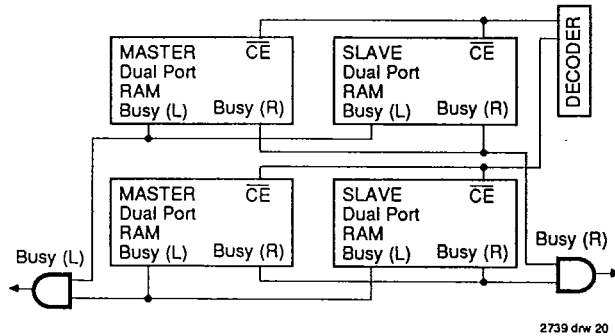 MASTER CE
Dual Port
RAM
Busy (L) Busy (R)
SLAVE CE
Dual Port
RAM
Busy (L) Busy (R)
DECODER
MASTER CE
Dual Port
RAM
Busy (L) Busy (R)
SLAVE CE
Dual Port
RAM
Busy (L) Busy (R)
Busy (L)
Busy (R)
2739 drw 20